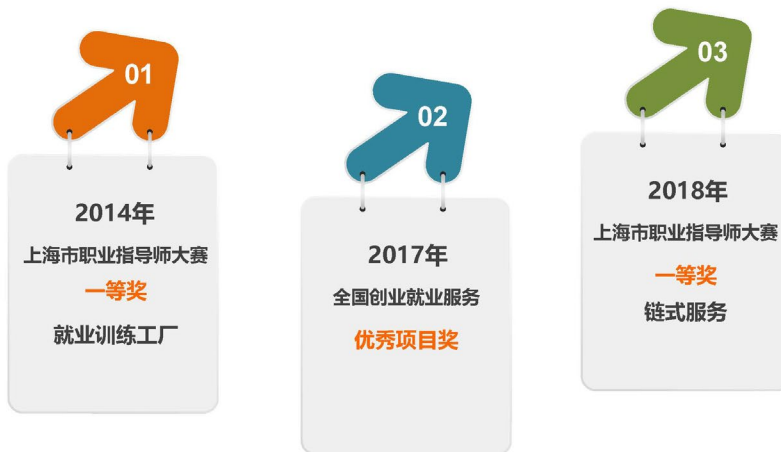 01
2014年
上海市职业指导师大赛
一等奖
就业训练工厂
02
2017年
全国创业就业服务
优秀项目奖
03
2018年
上海市职业指导师大赛
一等奖
链式服务